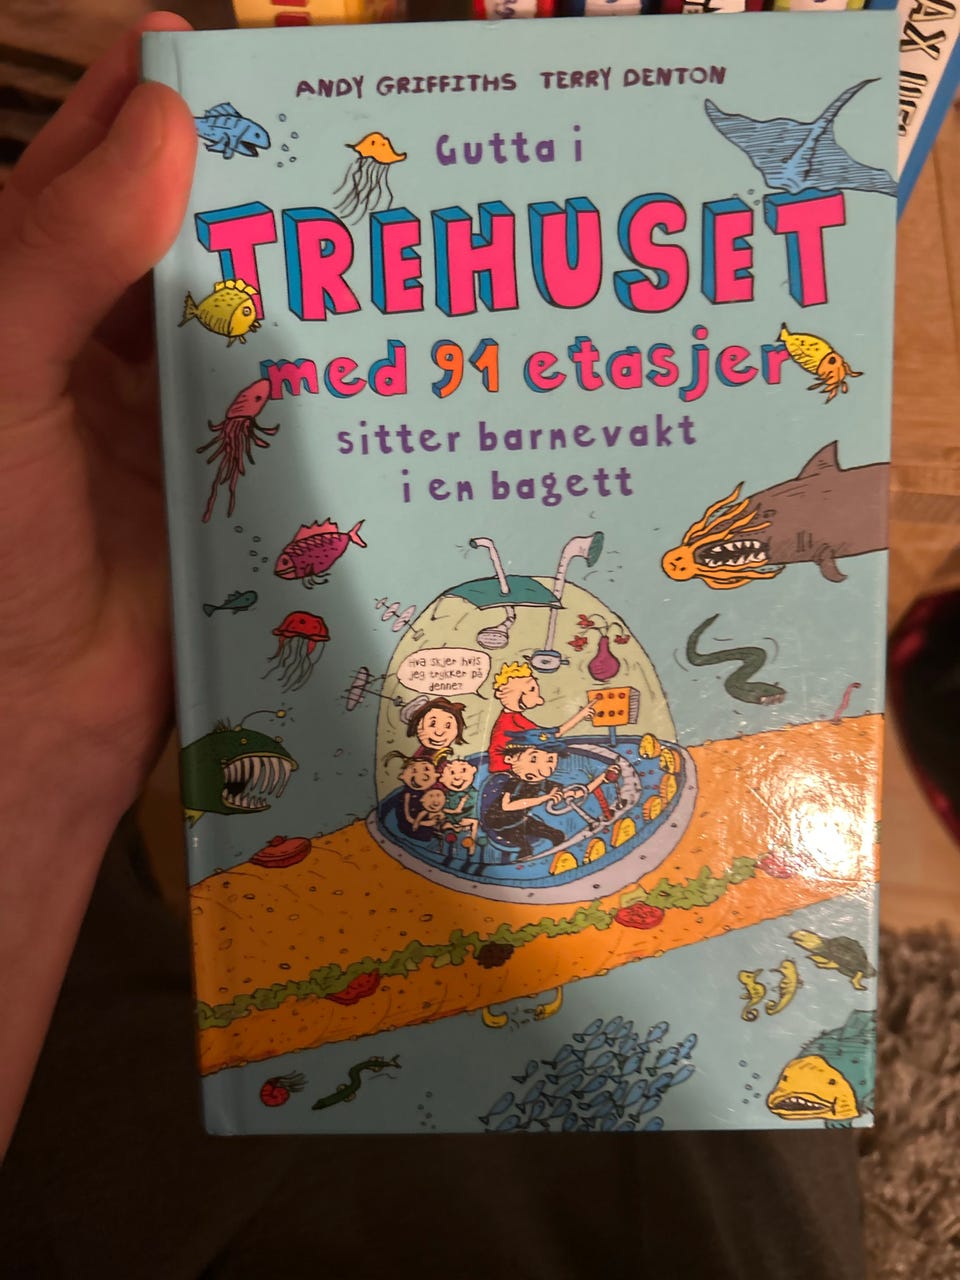 ANDY GRIFFITHS TERRY DENTON
Gutta i
TREHUSET
med 91 etasjer
sitter barnevakt
i en bagett
Hva skjer hvis
jeg trykker på
denne?